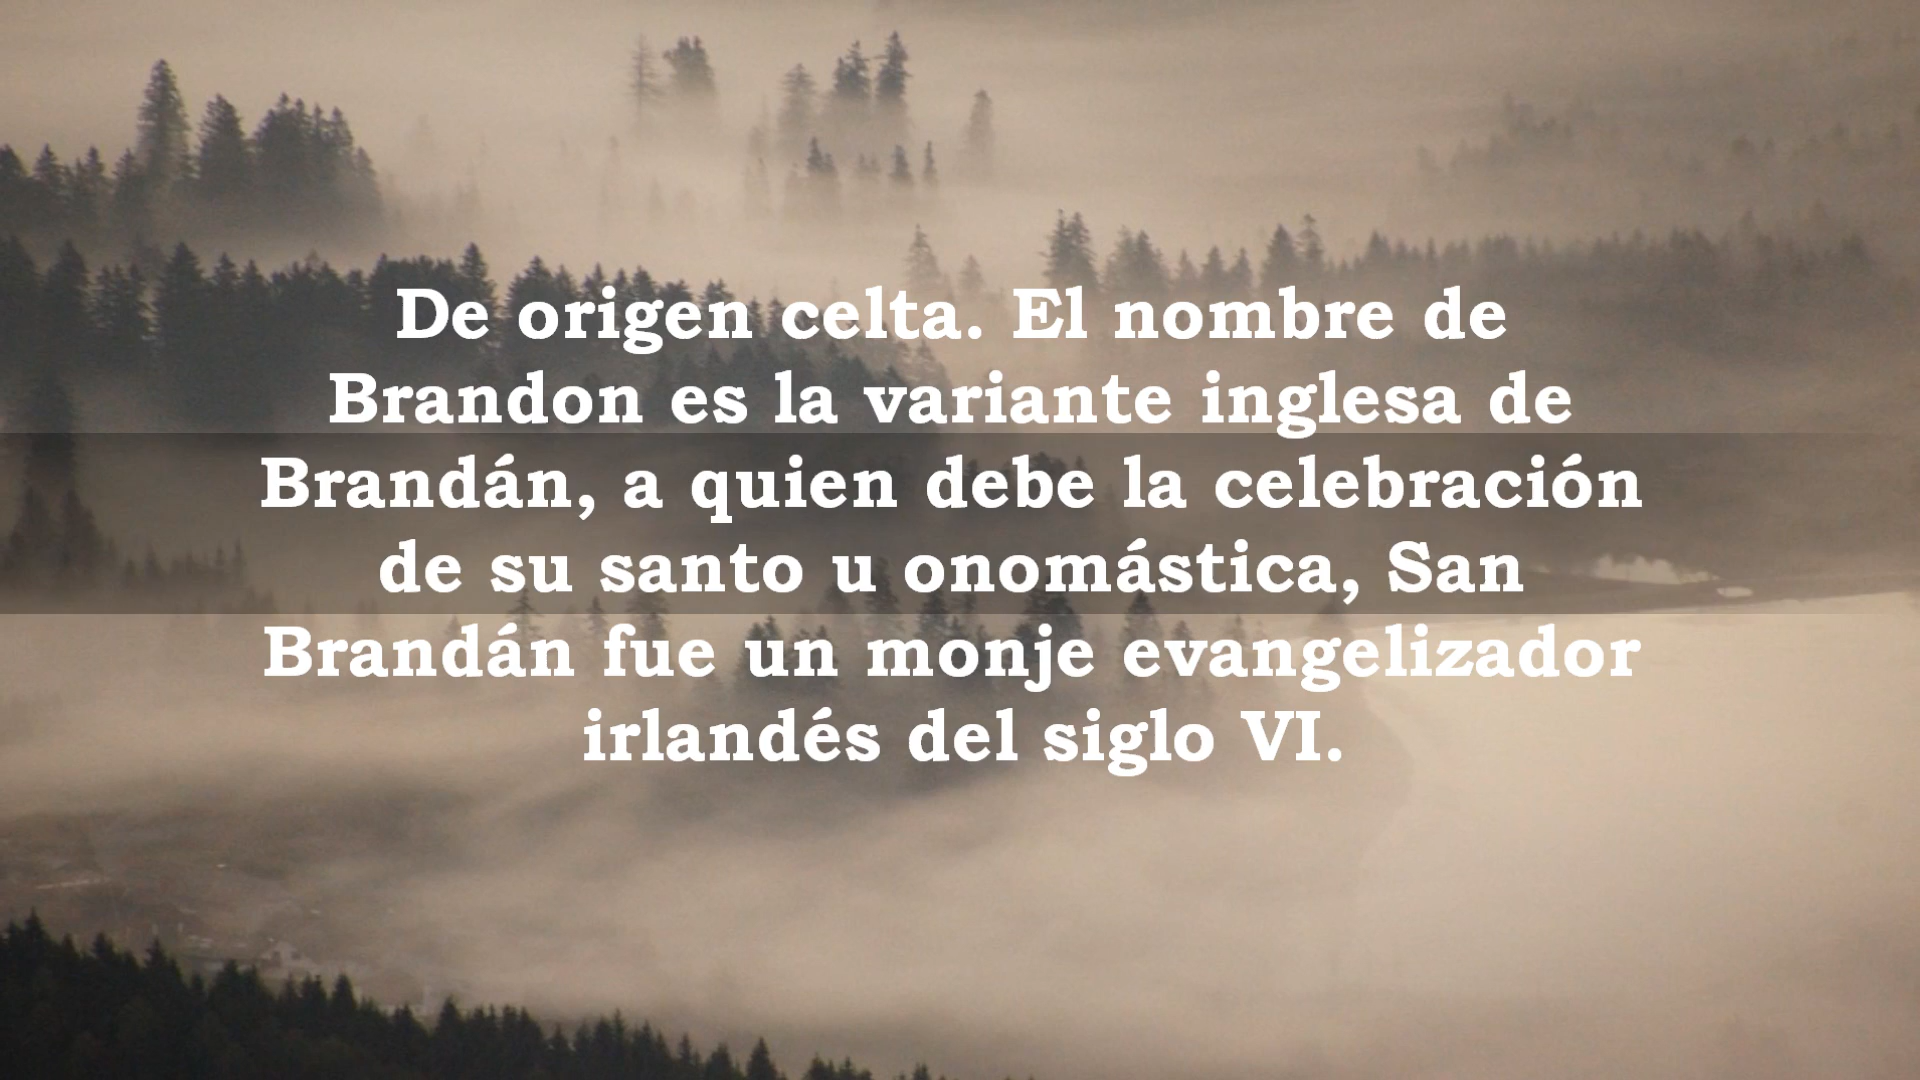 De origen celta. El nombre de
Brandon es la variante inglesa de
Brandán, a quien debe la celebración
de su santo u onomástica, San
Brandán fue un monje evangelizador
irlandés del siglo VI.